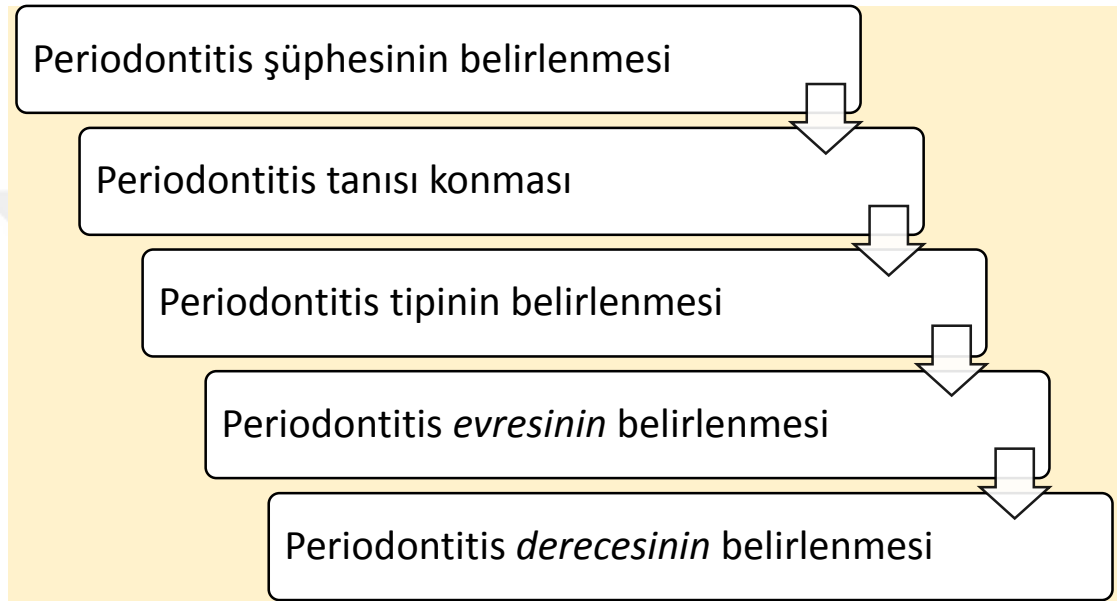 Periodontitis şüphesinin belirlenmesi
Periodontitis tanısı konması
Periodontitis tipinin belirlenmesi
Periodontitis evresinin belirlenmesi
Periodontitis derecesinin belirlenmesi